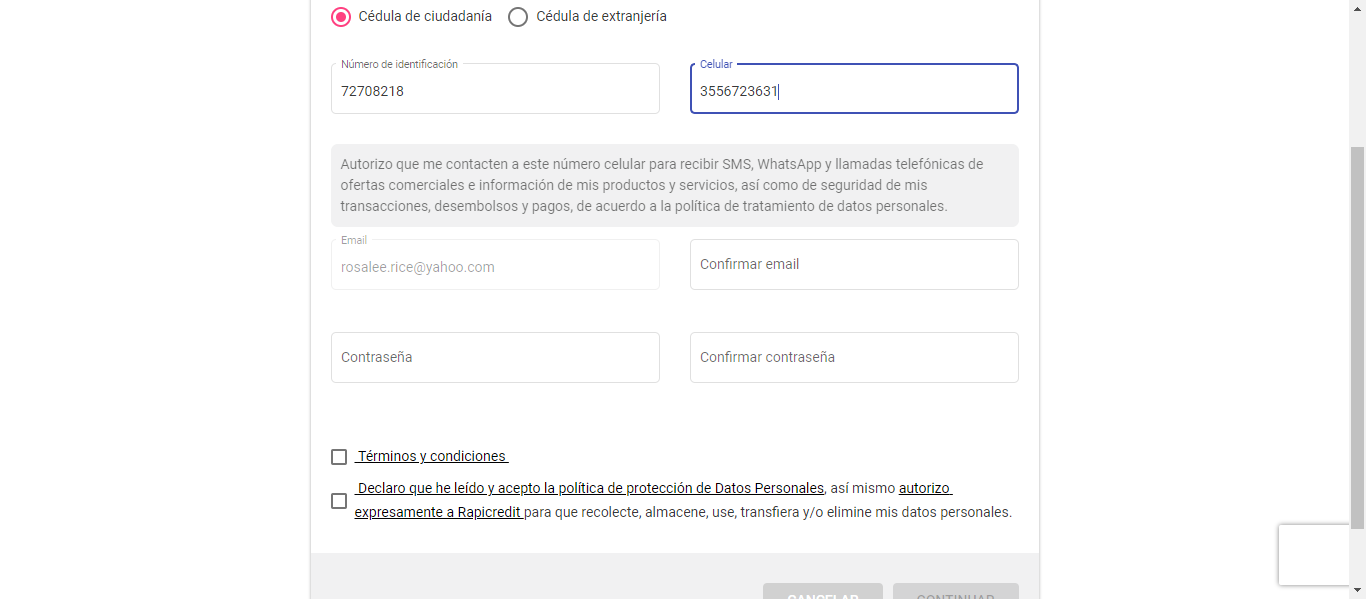 Cédula de ciudadanía Cédula de extranjería
Número de identificación
72708218
Celular
3556723631
Autorizo que me contacten a este número celular para recibir SMS, WhatsApp y llamadas telefónicas de
ofertas comerciales e información de mis productos y servicios, así como de seguridad de mis
transacciones, desembolsos y pagos, de acuerdo a la política de tratamiento de datos personales.
Email
rosalee.rice@yahoo.com
Confirmar email
Contraseña
Confirmar contraseña
Términos y condiciones
Declaro que he leído y acepto la política de protección de Datos Personales, así mismo autorizo
expresamente a Rapicredit para que recolecte, almacene, use, transfiera y/o elimine mis datos personales.
CANCELAR
CONTINUAR